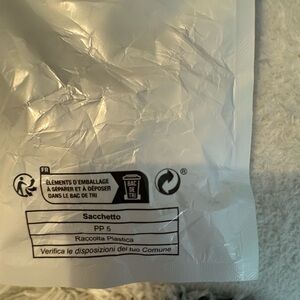 FR
ÉLÉMENTS D'EMBALLAGE
À SÉPARER ET À DÉPOSER
DANS LE BAC DE TRI
BAC
DE
TRI
®
Sacchetto
PP 5
Raccolta Plastica
Verifica le disposizioni del tuo Comune